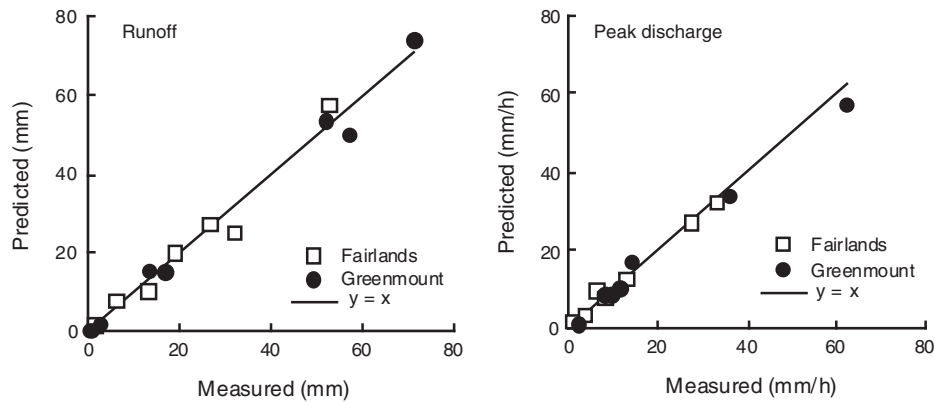 Runoff
Predicted (mm)
80
60
40
20
0
Fairlands
Greenmount
y = x
0 20 40 60 80
Measured (mm)
Peak discharge
Predicted (mm/h)
80
60
40
20
0
Fairlands
Greenmount
y = x
0 20 40 60 80
Measured (mm/h)